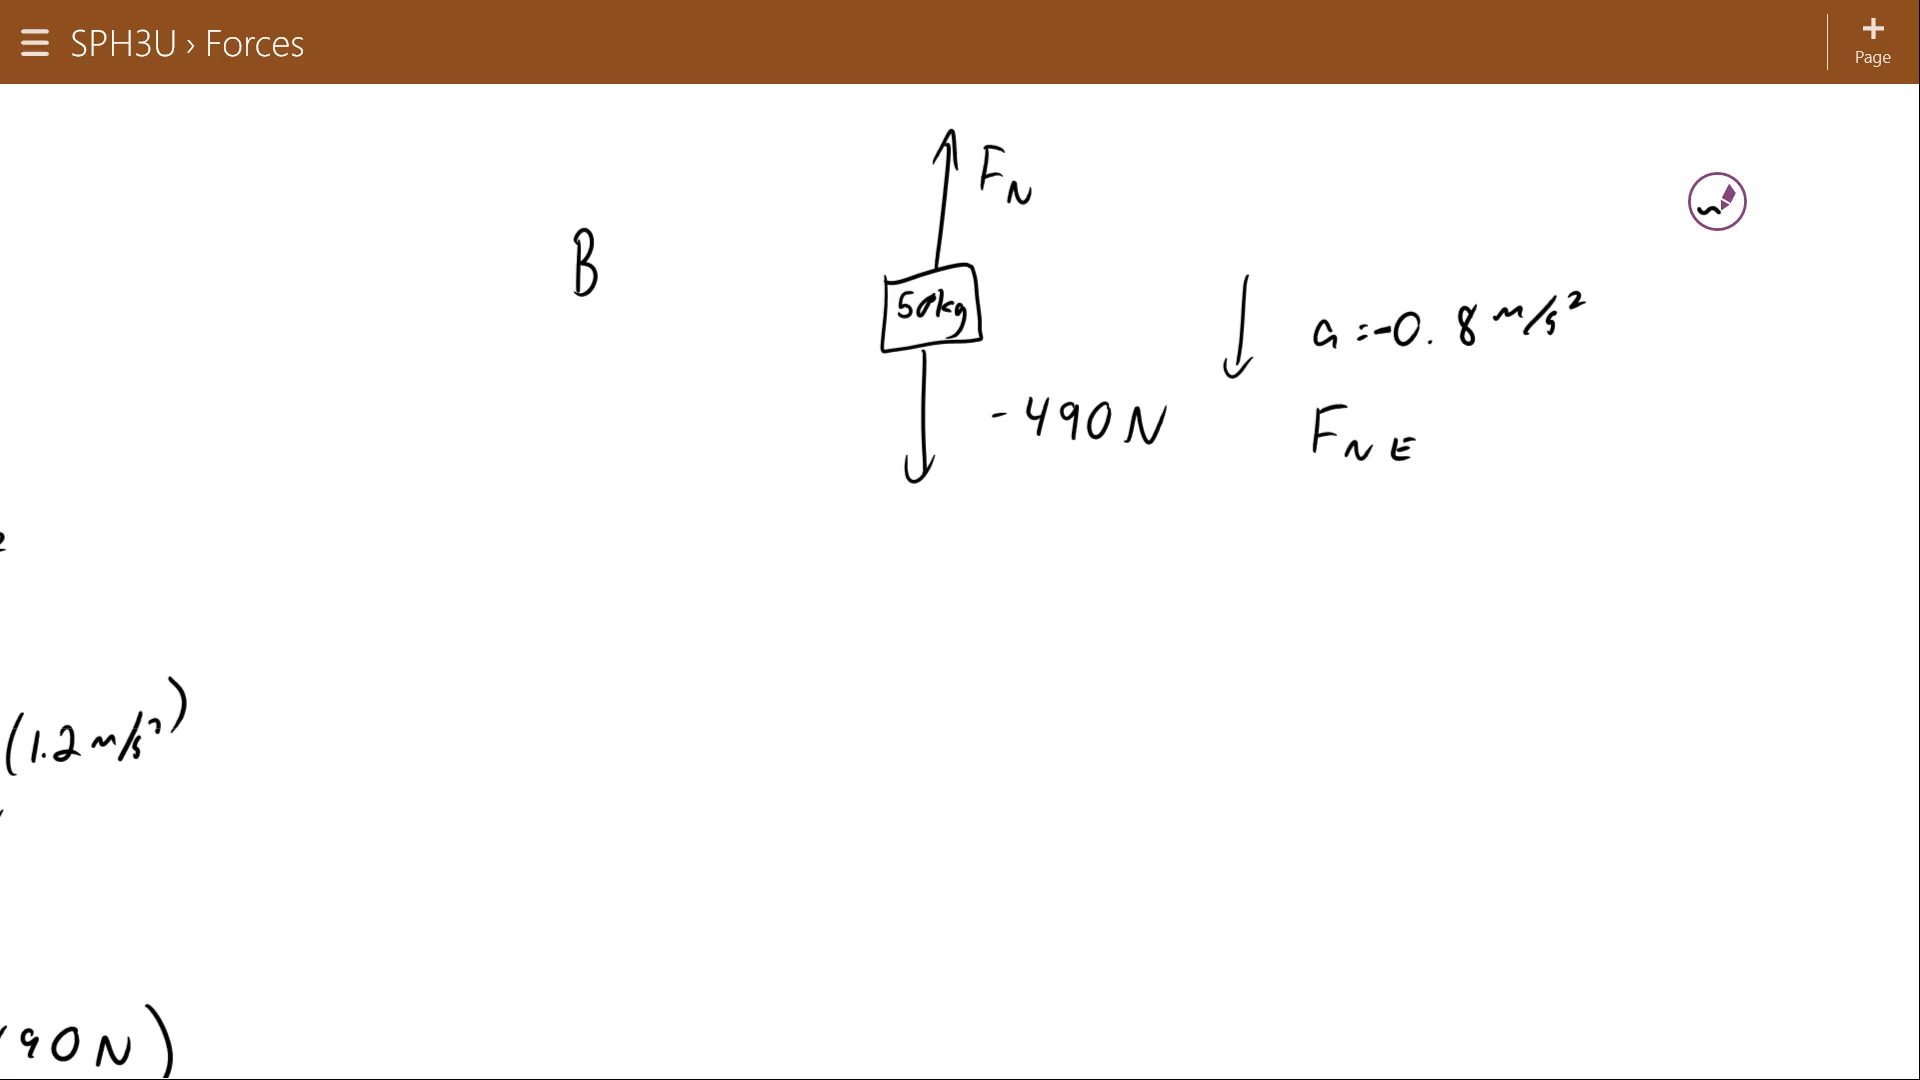 SPH3U › Forces
+
Page
F_N
B
50kg
a = -0.8 m/s²
-490 N
F_NE
(1.2 m/s²)
90 N)